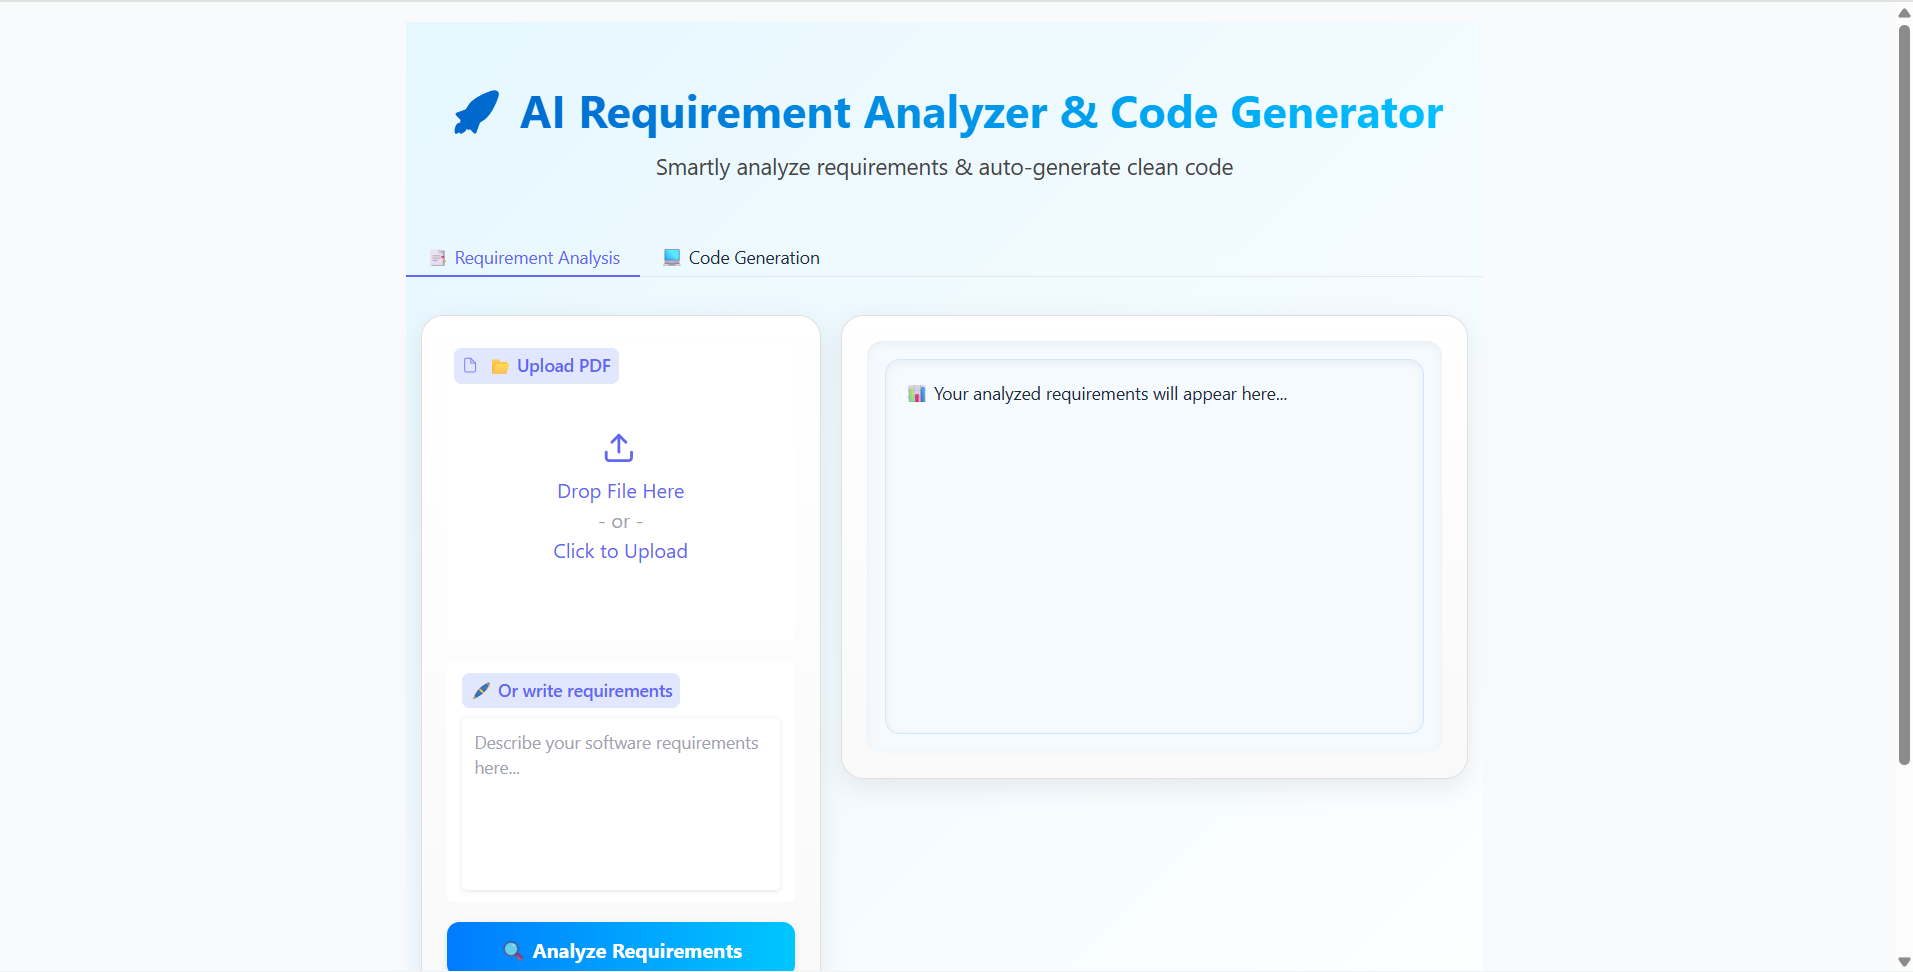 🚀 AI Requirement Analyzer & Code Generator
Smartly analyze requirements & auto-generate clean code
📑 Requirement Analysis
💻 Code Generation
📂 Upload PDF
Drop File Here
- or -
Click to Upload
🖋️ Or write requirements
Describe your software requirements
here...
🔍 Analyze Requirements
📊 Your analyzed requirements will appear here...